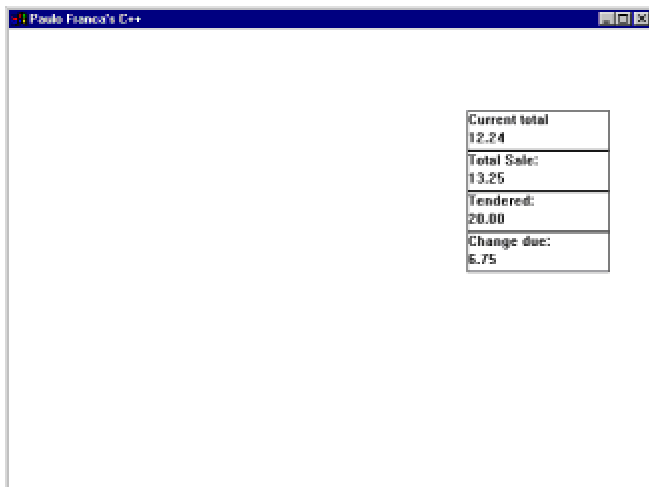 Paulo Franca's C++
Current total
12.24
Total Sale:
13.25
Tendered:
20.00
Change due:
6.75